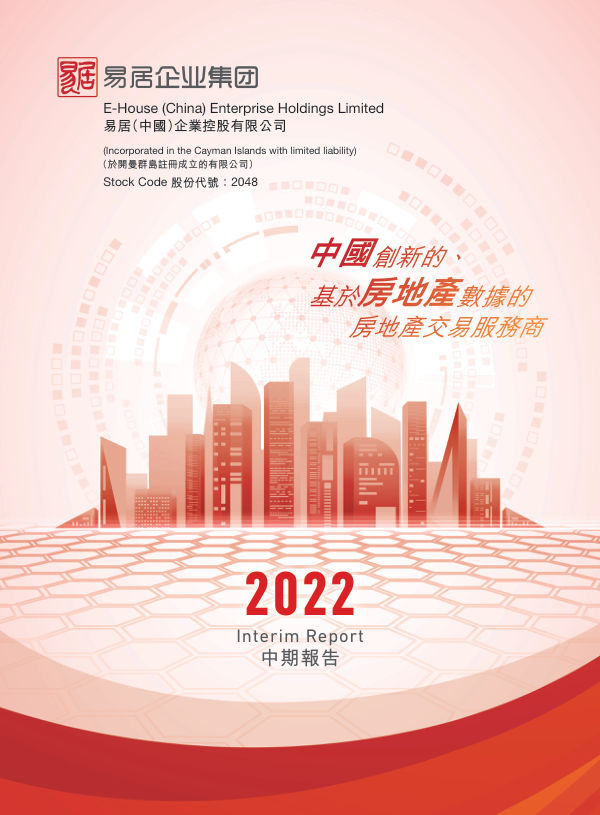 易居 易居企业集团
E-House (China) Enterprise Holdings Limited
易居(中國)企業控股有限公司
(Incorporated in the Cayman Islands with limited liability)
(於開曼群島註冊成立的有限公司)
Stock Code 股份代號：2048
中國創新的、
基於房地產數據的
房地產交易服務商
2022
Interim Report
中期報告